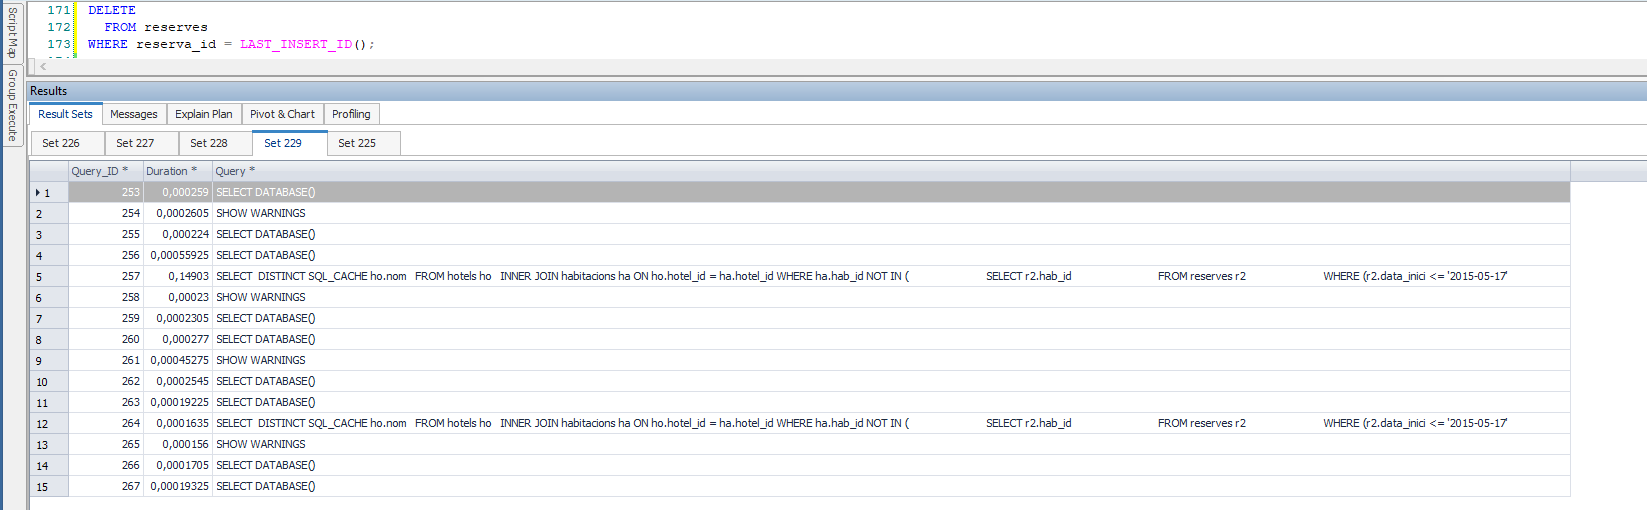 Script Map
Group Execute
171 DELETE
172 FROM reserves
173 WHERE reserva_id = LAST_INSERT_ID();
Results
Result Sets Messages Explain Plan Pivot & Chart Profiling
Set 226 Set 227 Set 228 Set 229 Set 225
Query_ID * Duration * Query *
1 253 0,000259 SELECT DATABASE()
2 254 0,0002605 SHOW WARNINGS
3 255 0,000224 SELECT DATABASE()
4 256 0,00055925 SELECT DATABASE()
5 257 0,14903 SELECT DISTINCT SQL_CACHE ho.nom FROM hotels ho INNER JOIN habitacions ha ON ho.hotel_id = ha.hotel_id WHERE ha.hab_id NOT IN ( SELECT r2.hab_id FROM reserves r2 WHERE (r2.data_inici <= '2015-05-17'
6 258 0,00023 SHOW WARNINGS
7 259 0,0002305 SELECT DATABASE()
8 260 0,000277 SELECT DATABASE()
9 261 0,00045275 SHOW WARNINGS
10 262 0,0002545 SELECT DATABASE()
11 263 0,00019225 SELECT DATABASE()
12 264 0,0001635 SELECT DISTINCT SQL_CACHE ho.nom FROM hotels ho INNER JOIN habitacions ha ON ho.hotel_id = ha.hotel_id WHERE ha.hab_id NOT IN ( SELECT r2.hab_id FROM reserves r2 WHERE (r2.data_inici <= '2015-05-17'
13 265 0,000156 SHOW WARNINGS
14 266 0,0001705 SELECT DATABASE()
15 267 0,00019325 SELECT DATABASE()